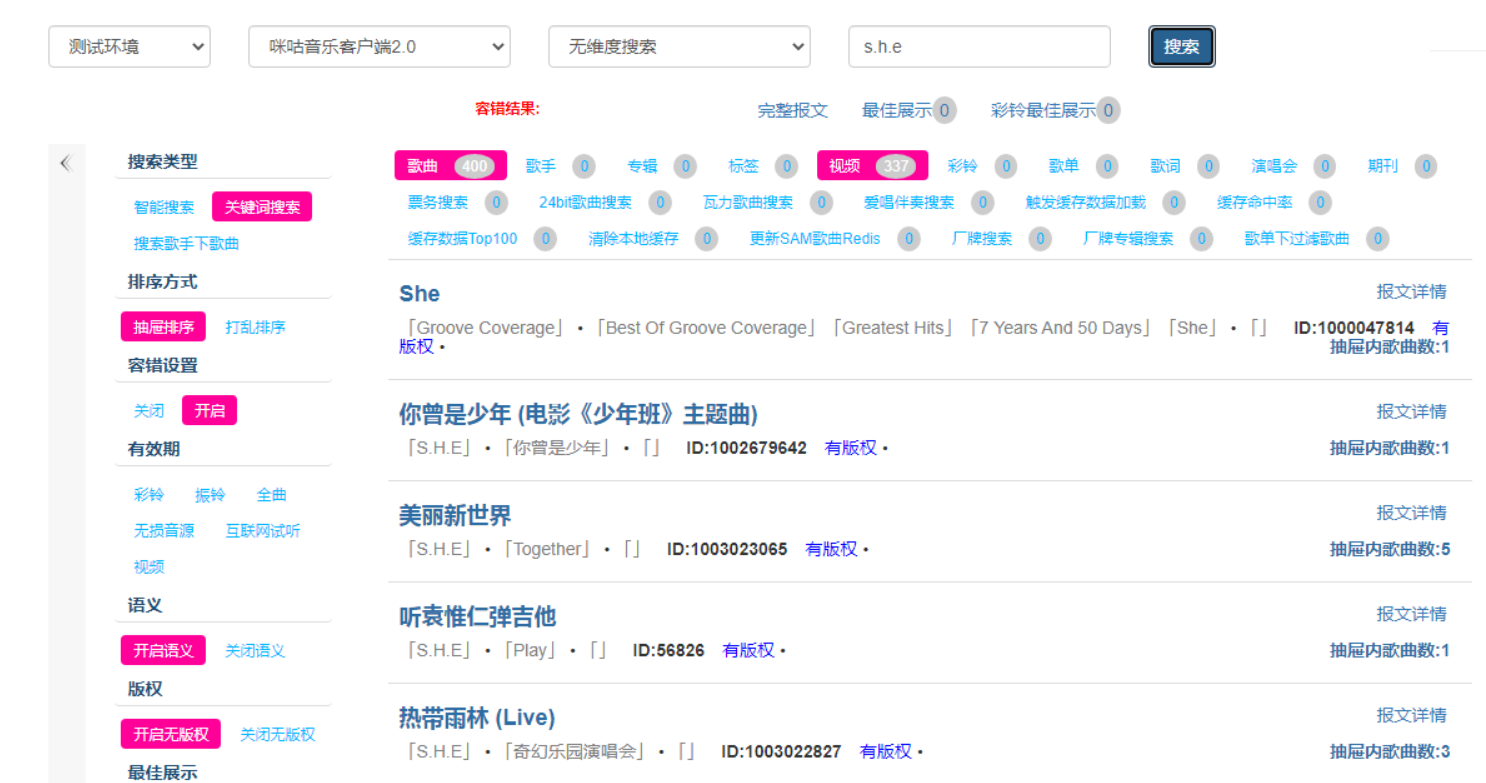 测试环境 咪咕音乐客户端2.0 无维度搜索 s.h.e 搜索
容错结果: 完整报文 最佳展示 0 彩铃最佳展示 0
搜索类型
智能搜索 关键词搜索
搜索歌手下歌曲
排序方式
抽屉排序 打乱排序
容错设置
关闭 开启
有效期
彩铃 振铃 全曲
无损音源 互联网试听
视频
语义
开启语义 关闭语义
版权
开启无版权 关闭无版权
最佳展示
歌曲 400 歌手 0 专辑 0 标签 0 视频 337 彩铃 0 歌单 0 歌词 0 演唱会 0 期刊 0
票务搜索 0 24bit歌曲搜索 0 瓦力歌曲搜索 0 爱唱伴奏搜索 0 触发缓存数据加载 0 缓存命中率 0
缓存数据Top100 0 清除本地缓存 0 更新SAM歌曲Redis 0 厂牌搜索 0 厂牌专辑搜索 0 歌单下过滤歌曲 0
She 报文详情
「Groove Coverage」 • 「Best Of Groove Coverage」「Greatest Hits」「7 Years And 50 Days」「She」 • 「」 ID:1000047814 有
版权 • 抽屉内歌曲数:1
你曾是少年 (电影《少年班》主题曲) 报文详情
「S.H.E」 • 「你曾是少年」 • 「」 ID:1002679642 有版权 • 抽屉内歌曲数:1
美丽新世界 报文详情
「S.H.E」 • 「Together」 • 「」 ID:1003023065 有版权 • 抽屉内歌曲数:5
听袁惟仁弹吉他 报文详情
「S.H.E」 • 「Play」 • 「」 ID:56826 有版权 • 抽屉内歌曲数:1
热带雨林 (Live) 报文详情
「S.H.E」 • 「奇幻乐园演唱会」 • 「」 ID:1003022827 有版权 • 抽屉内歌曲数:3